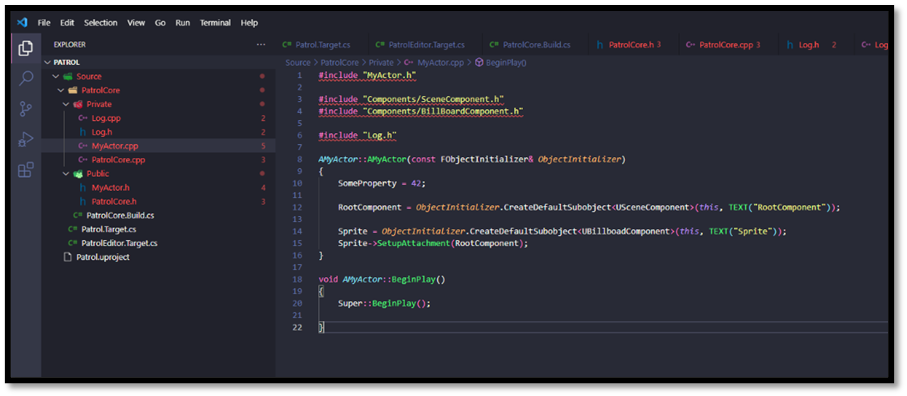 File Edit Selection View Go Run Terminal Help
EXPLORER ...
Patrol.Target.cs PatrolEditor.Target.cs PatrolCore.Build.cs PatrolCore.h 3 PatrolCore.cpp 3 Log.h 2 Log
PATROL
Source > PatrolCore > Private > MyActor.cpp > BeginPlay()
Source
PatrolCore
Private
Log.cpp 2
Log.h 2
MyActor.cpp 5
PatrolCore.cpp 3
Public
MyActor.h 4
PatrolCore.h 3
PatrolCore.Build.cs
Patrol.Target.cs
PatrolEditor.Target.cs
Patrol.uproject
1 #include "MyActor.h"
2
3 #include "Components/SceneComponent.h"
4 #include "Components/BillBoardComponent.h"
5
6 #include "Log.h"
7
8 AMyActor::AMyActor(const FObjectInitializer& ObjectInitializer)
9 {
10 SomeProperty = 42;
11
12 RootComponent = ObjectInitializer.CreateDefaultSubobject<USceneComponent>(this, TEXT("RootComponent"));
13
14 Sprite = ObjectInitializer.CreateDefaultSubobject<UBillboadComponent>(this, TEXT("Sprite"));
15 Sprite->SetupAttachment(RootComponent);
16 }
17
18 void AMyActor::BeginPlay()
19 {
20 Super::BeginPlay();
21
22 }